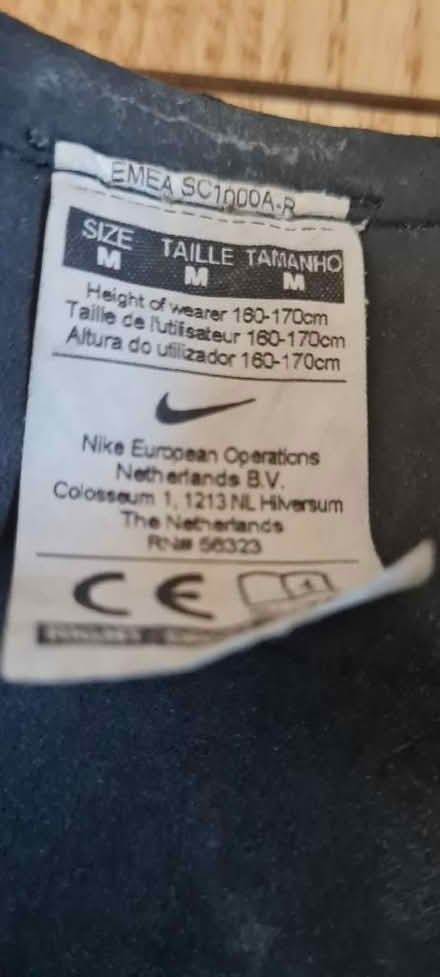 EMEA SC1000A-R
SIZE TAILLE TAMANHO
M M M
Height of wearer 160-170cm
Taille de l'utilisateur 160-170cm
Altura do utilizador 160-170cm
Nike European Operations
Netherlands B.V.
Colosseum 1, 1213 NL Hilversum
The Netherlands
RN# 56323
CE